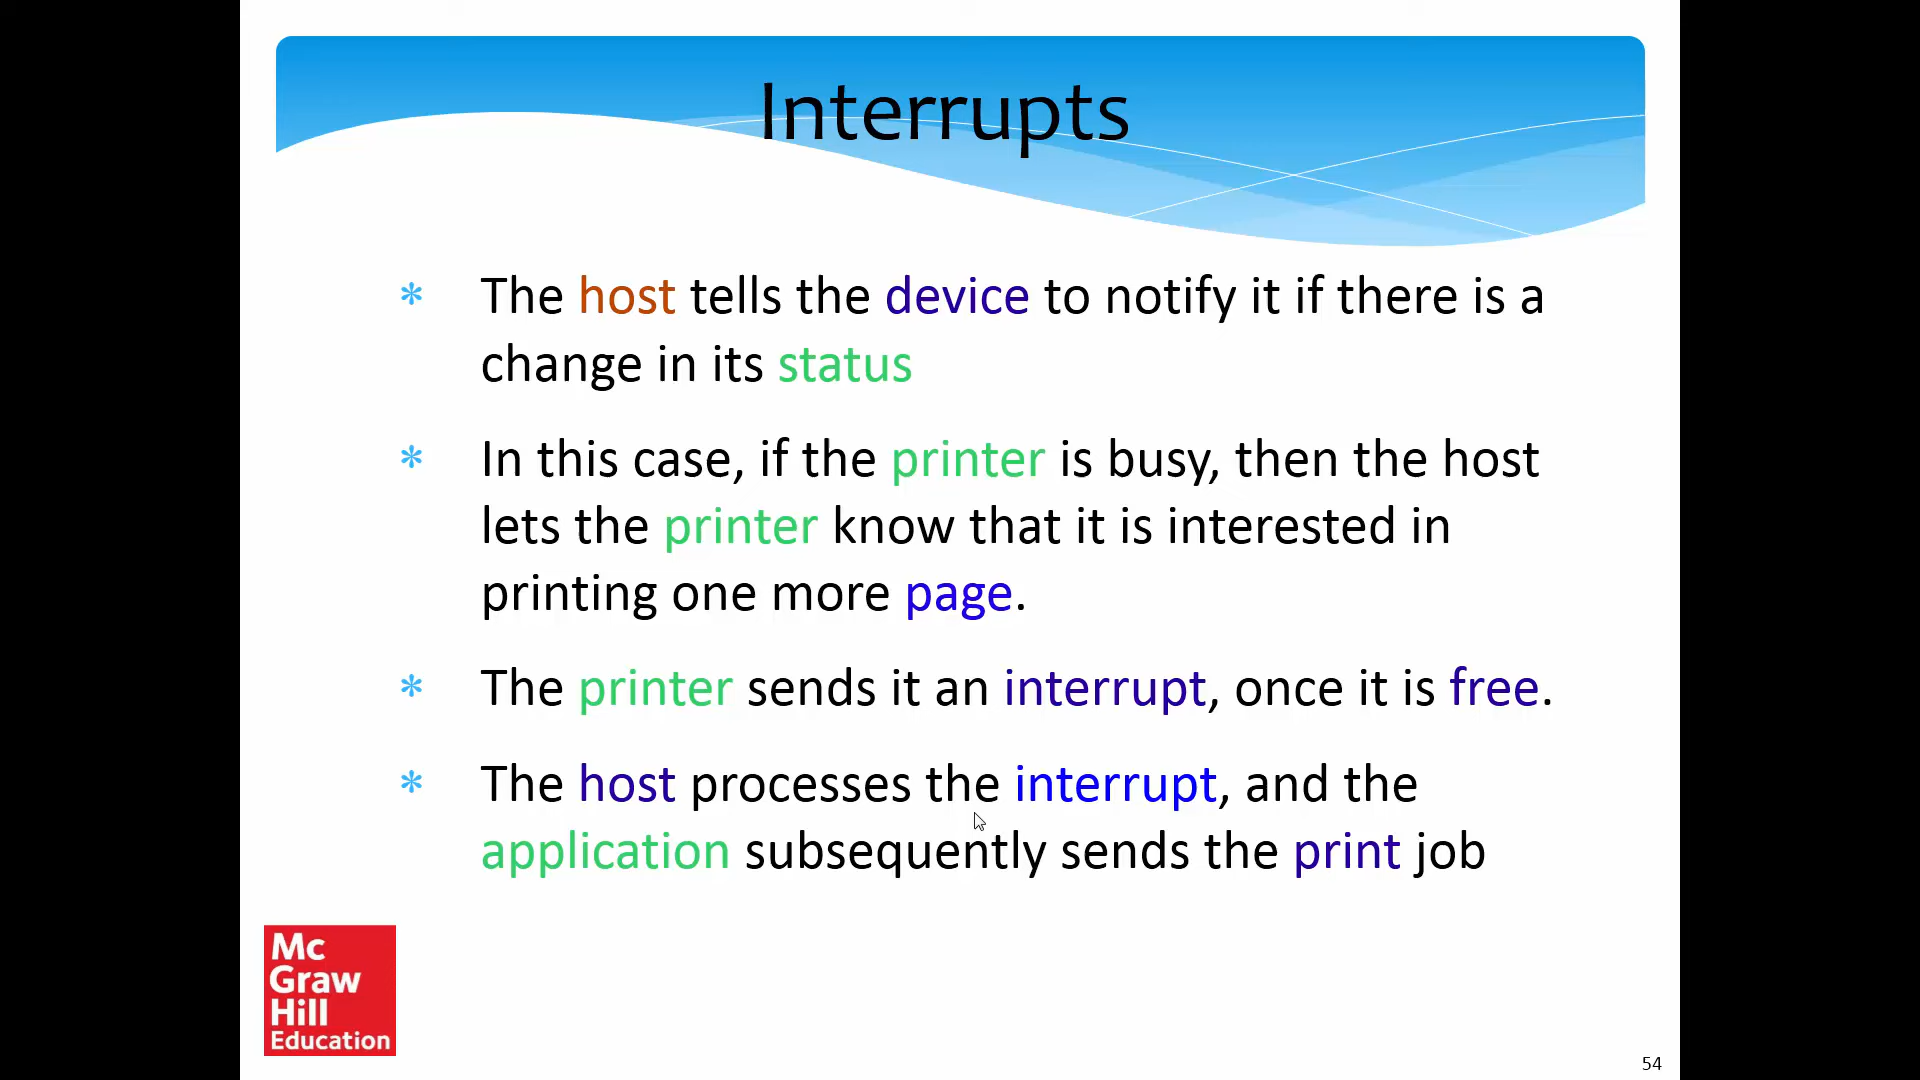 Interrupts
* The host tells the device to notify it if there is a
change in its status
* In this case, if the printer is busy, then the host
lets the printer know that it is interested in
printing one more page.
* The printer sends it an interrupt, once it is free.
* The host processes the interrupt, and the
application subsequently sends the print job
Mc
Graw
Hill
Education
54